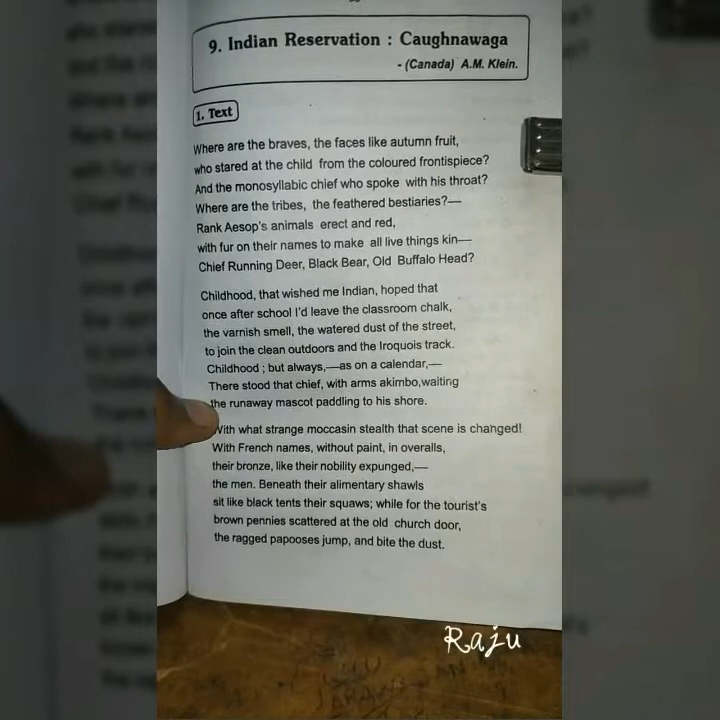 9. Indian Reservation : Caughnawaga
- (Canada) A.M. Klein.
1. Text
Where are the braves, the faces like autumn fruit,
who stared at the child from the coloured frontispiece?
And the monosyllabic chief who spoke with his throat?
Where are the tribes, the feathered bestiaries?—
Rank Aesop's animals erect and red,
with fur on their names to make all live things kin—
Chief Running Deer, Black Bear, Old Buffalo Head?
Childhood, that wished me Indian, hoped that
once after school I'd leave the classroom chalk,
the varnish smell, the watered dust of the street,
to join the clean outdoors and the Iroquois track.
Childhood ; but always,—as on a calendar,—
There stood that chief, with arms akimbo,waiting
the runaway mascot paddling to his shore.
With what strange moccasin stealth that scene is changed!
With French names, without paint, in overalls,
their bronze, like their nobility expunged,—
the men. Beneath their alimentary shawls
sit like black tents their squaws; while for the tourist's
brown pennies scattered at the old church door,
the ragged papooses jump, and bite the dust.
Raju